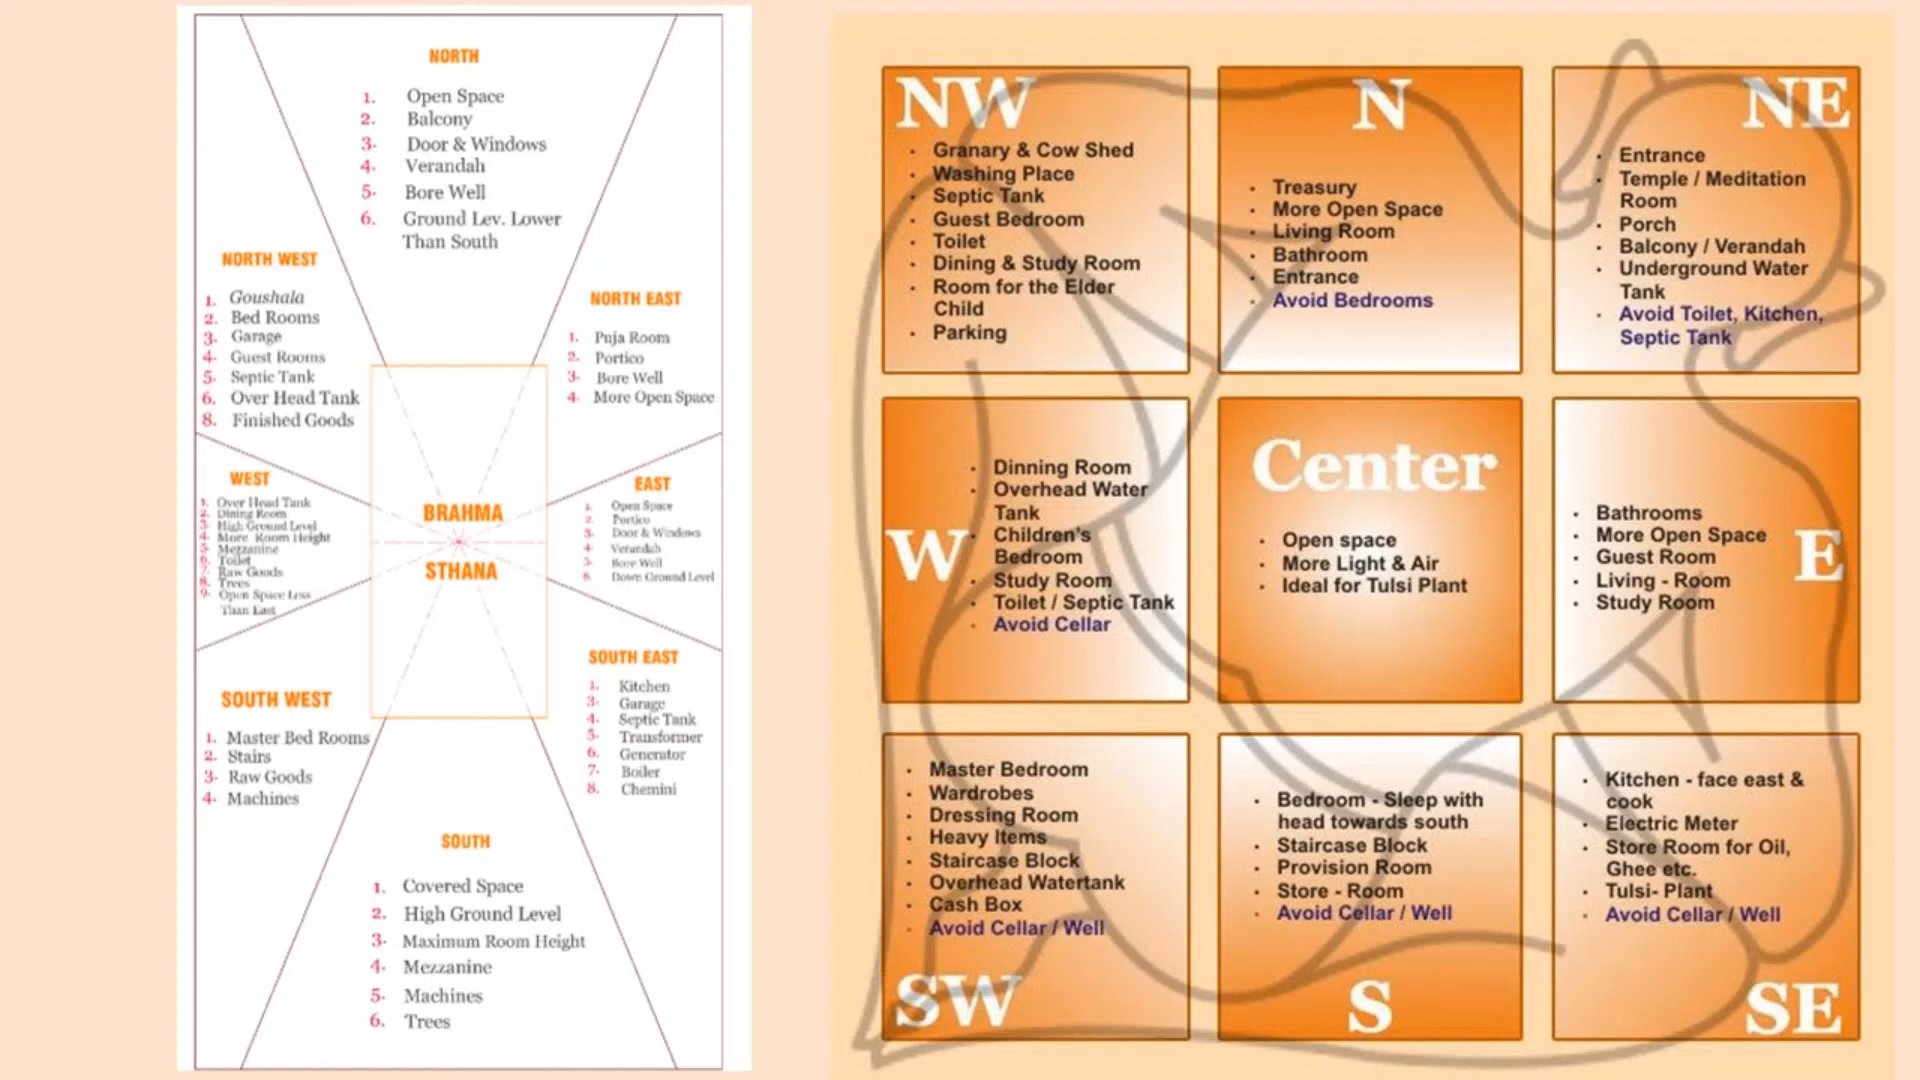 NORTH
1. Open Space
2. Balcony
3. Door & Windows
4. Verandah
5. Bore Well
6. Ground Lev. Lower
Than South
NORTH WEST
1. Goushala
2. Bed Rooms
3. Garage
4. Guest Rooms
5. Septic Tank
6. Over Head Tank
8. Finished Goods
NORTH EAST
1. Puja Room
2. Portico
3. Bore Well
4. More Open Space
WEST
1. Over Head Tank
2. Dining Room
3. High Ground Level
4. More Room Height
5. Mezzanine
6. Toilet
7. Raw Goods
8. Trees
9. Open Space Less
Than East
BRAHMA
STHANA
EAST
1. Open Space
2. Portico
3. Door & Windows
4. Verandah
5. Bore Well
6. Down Ground Level
SOUTH WEST
1. Master Bed Rooms
2. Stairs
3. Raw Goods
4. Machines
SOUTH EAST
1. Kitchen
3. Garage
4. Septic Tank
5. Transformer
6. Generator
7. Boiler
8. Chemini
SOUTH
1. Covered Space
2. High Ground Level
3. Maximum Room Height
4. Mezzanine
5. Machines
6. Trees
NW
· Granary & Cow Shed
· Washing Place
· Septic Tank
· Guest Bedroom
· Toilet
· Dining & Study Room
· Room for the Elder
Child
· Parking
N
· Treasury
· More Open Space
· Living Room
· Bathroom
· Entrance
· Avoid Bedrooms
NE
· Entrance
· Temple / Meditation
Room
· Porch
· Balcony / Verandah
· Underground Water
Tank
· Avoid Toilet, Kitchen,
Septic Tank
W
· Dinning Room
· Overhead Water
Tank
· Children's
Bedroom
· Study Room
· Toilet / Septic Tank
· Avoid Cellar
Center
· Open space
· More Light & Air
· Ideal for Tulsi Plant
E
· Bathrooms
· More Open Space
· Guest Room
· Living - Room
· Study Room
· Master Bedroom
· Wardrobes
· Dressing Room
· Heavy Items
· Staircase Block
· Overhead Watertank
· Cash Box
· Avoid Cellar / Well
SW
· Bedroom - Sleep with
head towards south
· Staircase Block
· Provision Room
· Store - Room
· Avoid Cellar / Well
S
· Kitchen - face east &
cook
· Electric Meter
· Store Room for Oil,
Ghee etc.
· Tulsi- Plant
· Avoid Cellar / Well
SE